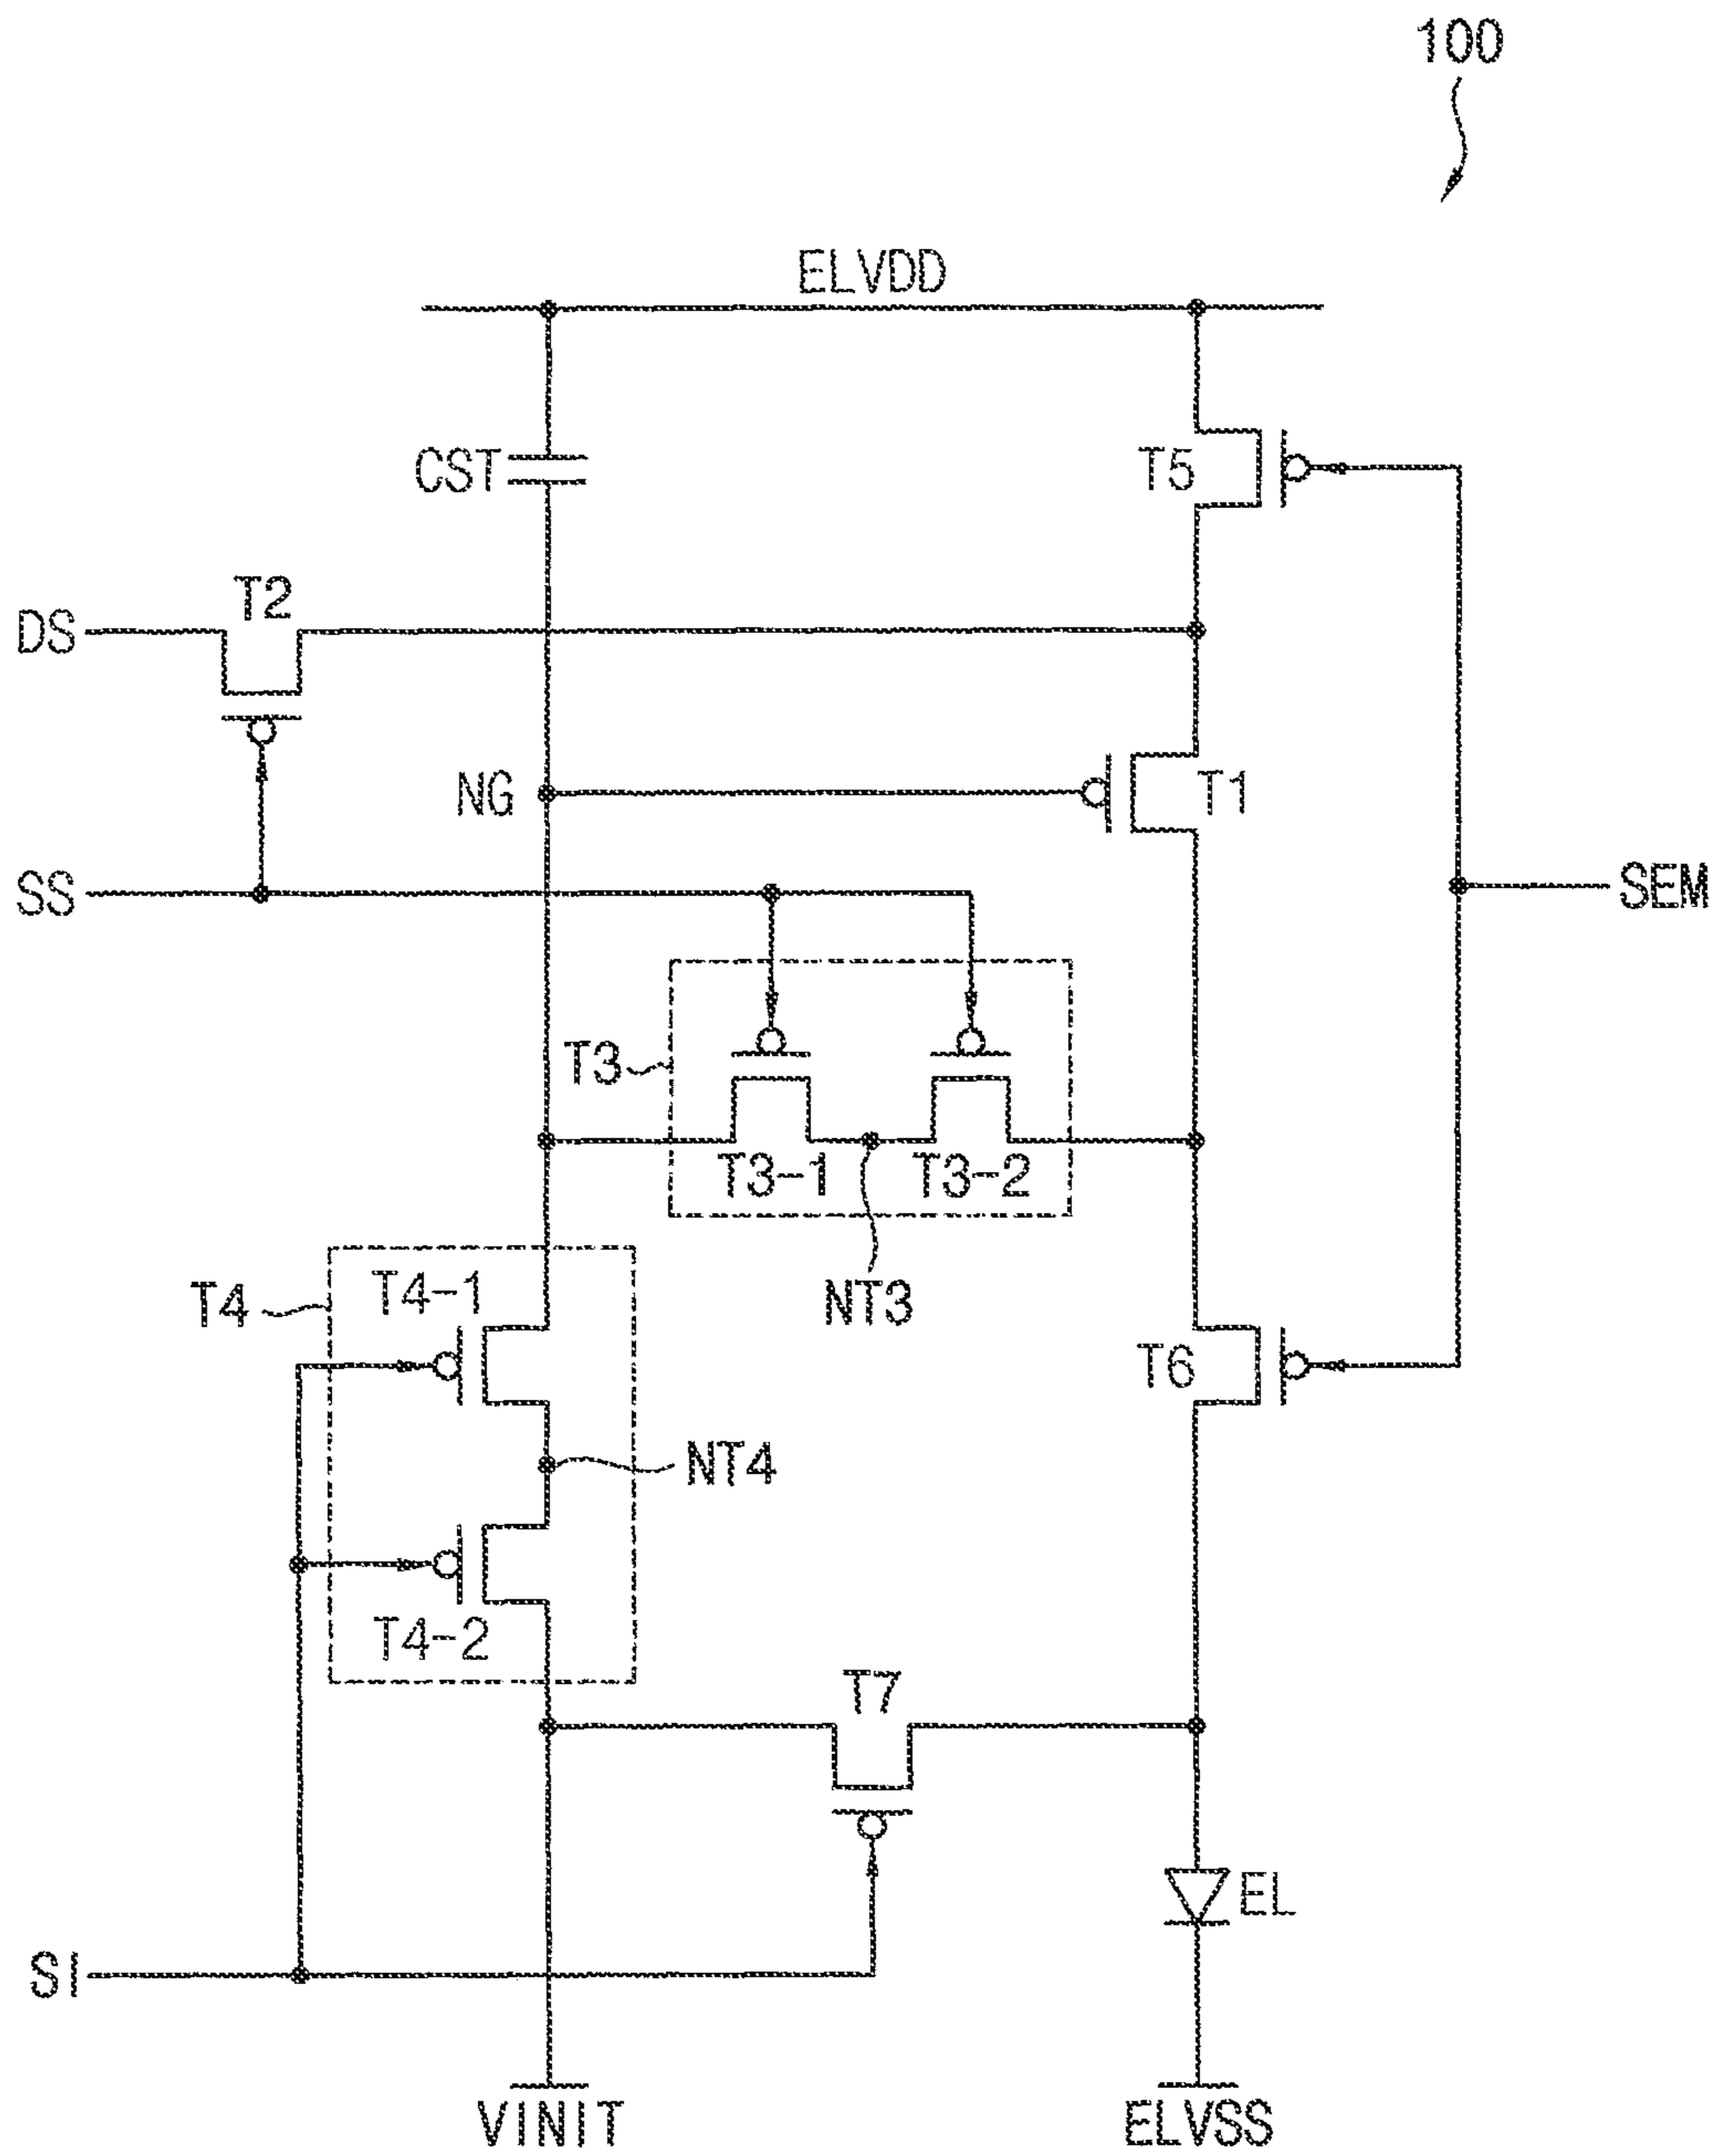 100
ELVDD
CST
T5
T2
DS
NG
T1
SS
SEM
T3
T3-1
T3-2
T4
T4-1
NT3
T6
NT4
T4-2
T7
EL
SI
VINIT
ELVSS